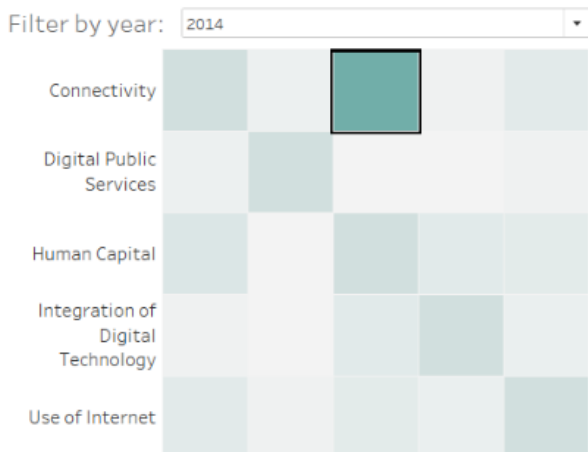 Filter by year:
2014
Connectivity
Digital Public
Services
Human Capital
Integration of
Digital
Technology
Use of Internet